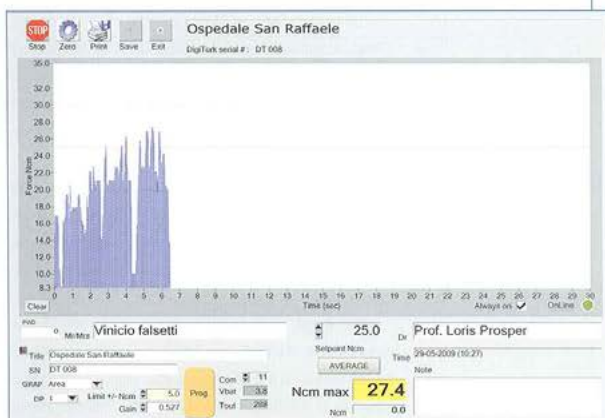 STOP
Stop Zero Print Save Exit
Ospedale San Raffaele
DigiTork serial #: DT 008
Force Ncm
35.0
32.0
30.0
28.0
26.0
24.0
22.0
20.0
18.0
16.0
14.0
12.0
10.0
8.3
0 1 2 3 4 5 6 7 8 9 10 11 12 13 14 15 16 17 18 19 20 21 22 23 24 25 26 27 28 29 30
Clear Time (sec) Always on OnLine
o Mr/Mrs Vinicio falsetti
25.0 Dr Prof. Loris Prosper
Setpoint Ncm
Title Ospedale San Raffaele
AVERAGE Time 29-05-2009 (10:27)
SN DT 008
Note
GRAP Area
DP 1 Limit +/- Ncm 5.0
Gain 0.527
Prog
Com 11
Vbat 3.8
Tout
Ncm max 27.4
Ncm 0.0